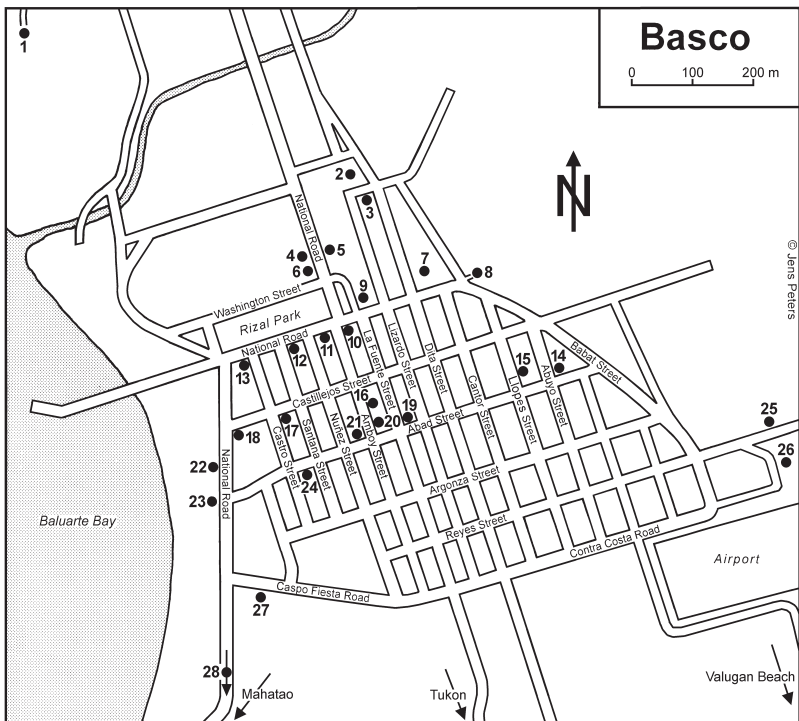 Basco
0 100 200 m
1
N
2
3
National Road
4
5
6
7
8
© Jens Peters
9
Washington Street
Rizal Park
10
11
12
13
National Road
La Fuente Street
Lizardo Street
Dita Street
Babat Street
15
14
Castillejos Street
16
Cantor Street
Llopes Street
Abuyo Street
17
18
19
20
21
Abad Street
Castro Street
Santana Street
Nuñez Street
Amboy Street
25
26
22
National Road
24
23
Argonza Street
Baluarte Bay
Reyes Street
Contra Costa Road
Airport
Caspo Fiesta Road
27
28
Mahatao
Tukon
Valugan Beach